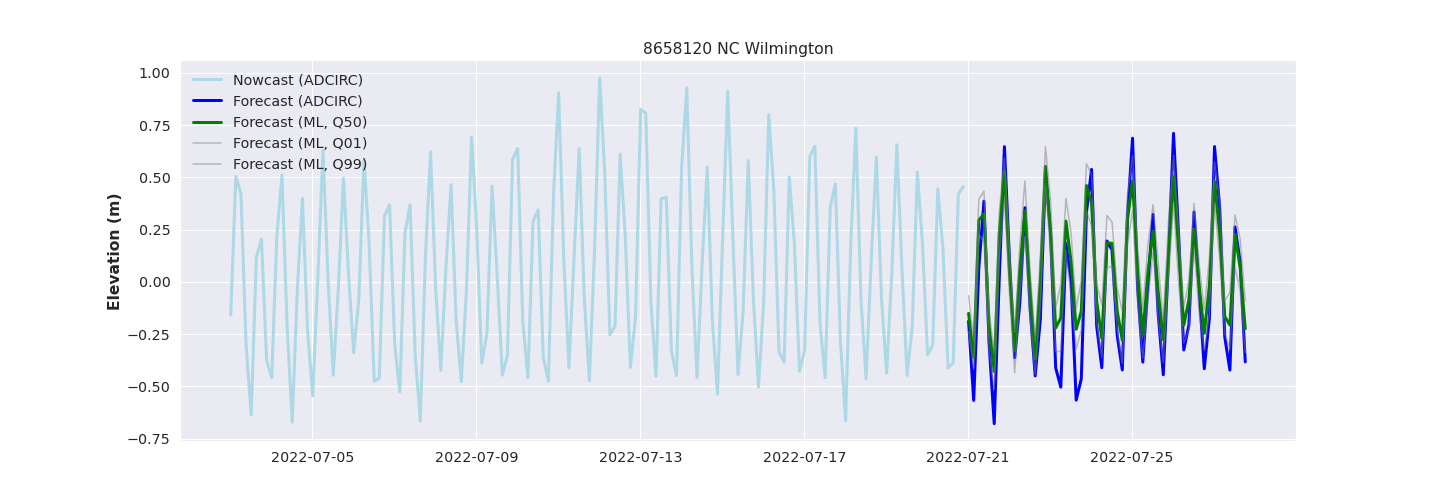 8658120 NC Wilmington
Nowcast (ADCIRC)
Forecast (ADCIRC)
Forecast (ML, Q50)
Forecast (ML, Q01)
Forecast (ML, Q99)
Elevation (m)
1.00
0.75
0.50
0.25
0.00
−0.25
−0.50
−0.75
2022-07-05 2022-07-09 2022-07-13 2022-07-17 2022-07-21 2022-07-25